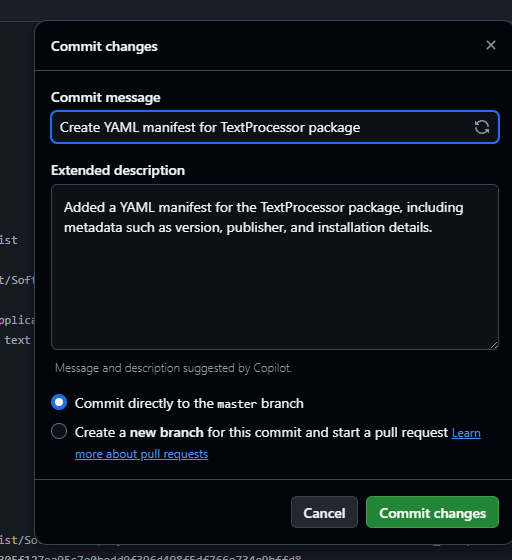 Commit changes
Commit message
Create YAML manifest for TextProcessor package
Extended description
Added a YAML manifest for the TextProcessor package, including
metadata such as version, publisher, and installation details.
ist
t/Soft
pplica
text
Message and description suggested by Copilot.
Commit directly to the master branch
Create a new branch for this commit and start a pull request Learn
more about pull requests
Cancel
Commit changes
ist/So